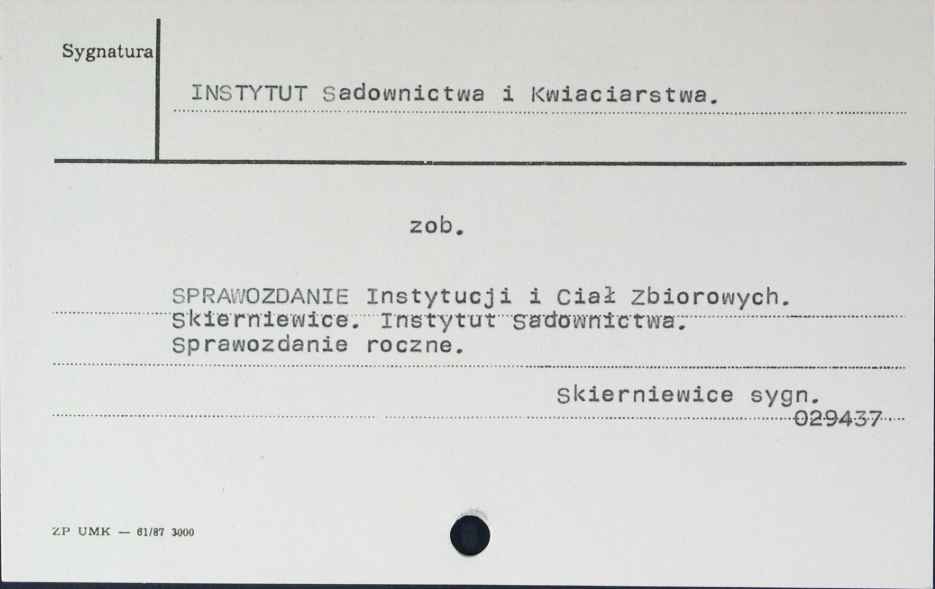 Sygnatura
INSTYTUT Sadownictwa i Kwiaciarstwa.
zob.
SPRAWOZDANIE Instytucji i Ciał Zbiorowych.
Skierniewice. Instytut Sadownictwa.
Sprawozdanie roczne.
Skierniewice sygn.
029437
ZP UMK — 61/87 3000